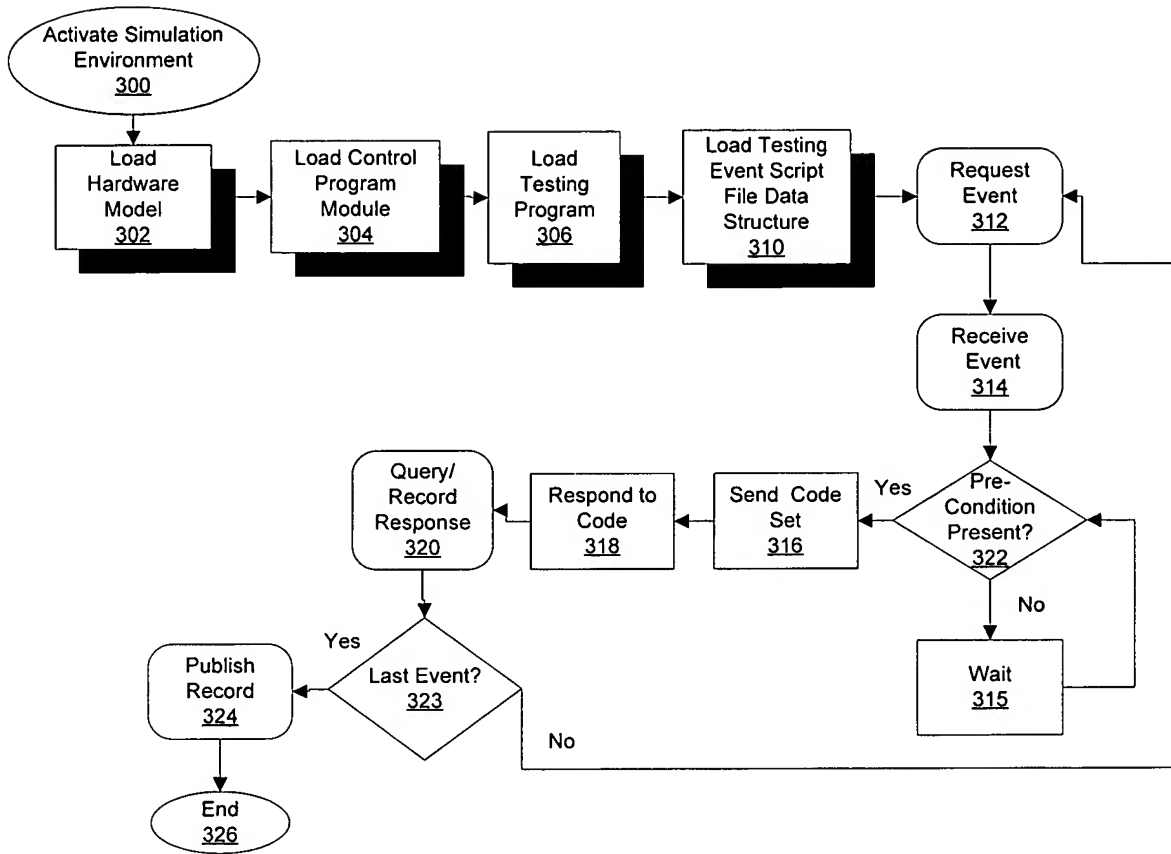 Activate Simulation
Environment
300
Load
Hardware
Model
302
Load Control
Program
Module
304
Load
Testing
Program
306
Load Testing
Event Script
File Data
Structure
310
Request
Event
312
Receive
Event
314
Pre-
Condition
Present?
322
Yes
No
Wait
315
Send Code
Set
316
Respond to
Code
318
Query/
Record
Response
320
Last Event?
323
Yes
No
Publish
Record
324
End
326